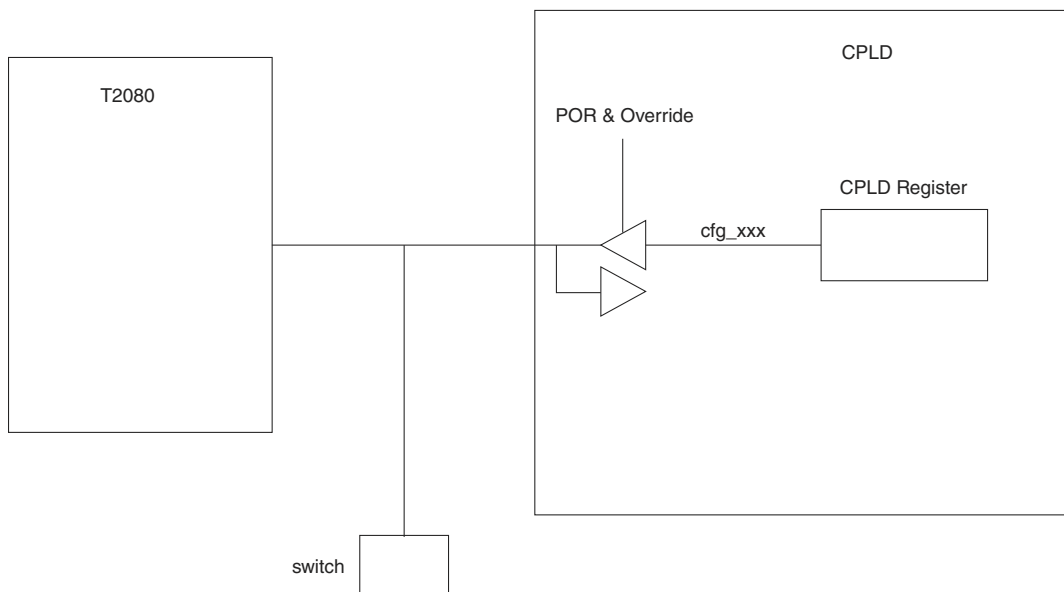 CPLD
T2080
POR & Override
CPLD Register
cfg_xxx
switch